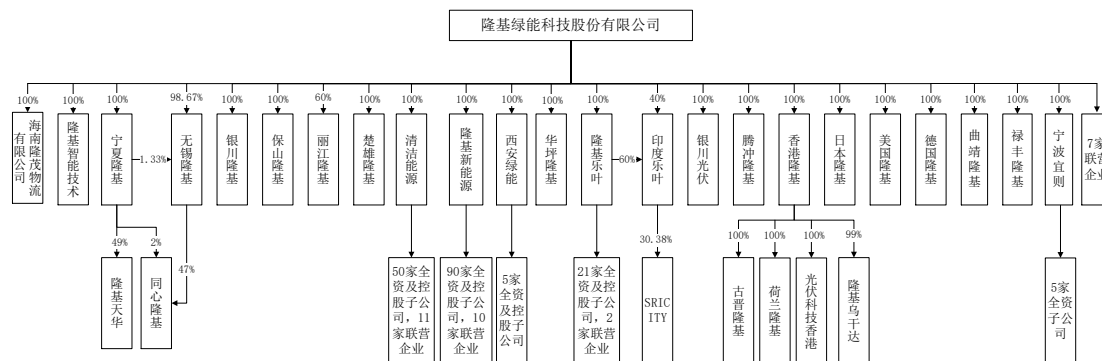 隆基绿能科技股份有限公司
100%
100%
100%
98.67%
100%
100%
60%
100%
100%
100%
100%
100%
100%
40%
100%
100%
100%
100%
100%
100%
100%
100%
100%
海南隆茂物流有限公司
隆基智能技术
宁夏隆基
1.33%
无锡隆基
银川隆基
保山隆基
丽江隆基
楚雄隆基
清洁能源
隆基新能源
西安绿能
华坪隆基
隆基乐叶
60%
印度乐叶
银川光伏
腾冲隆基
香港隆基
日本隆基
美国隆基
德国隆基
曲靖隆基
禄丰隆基
宁波宜则
7家联营企业
49%
2%
47%
30.38%
100%
100%
100%
99%
隆基天华
同心隆基
50家全资及控股子公司，11家联营企业
90家全资及控股子公司，10家联营企业
5家全资及控股子公司
21家全资及控股子公司，2家联营企业
SRICITY
古晋隆基
荷兰隆基
光伏科技香港
隆基乌干达
5家全资子公司